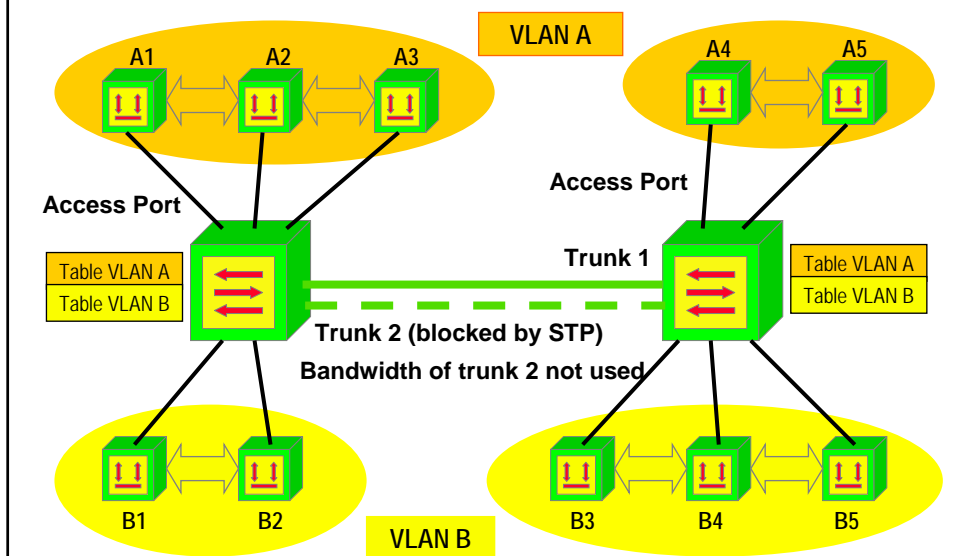 VLAN A
A1
A2
A3
A4
A5
Access Port
Access Port
Trunk 1
Table VLAN A
Table VLAN B
Table VLAN A
Table VLAN B
Trunk 2 (blocked by STP)
Bandwidth of trunk 2 not used
B1
B2
B3
B4
B5
VLAN B